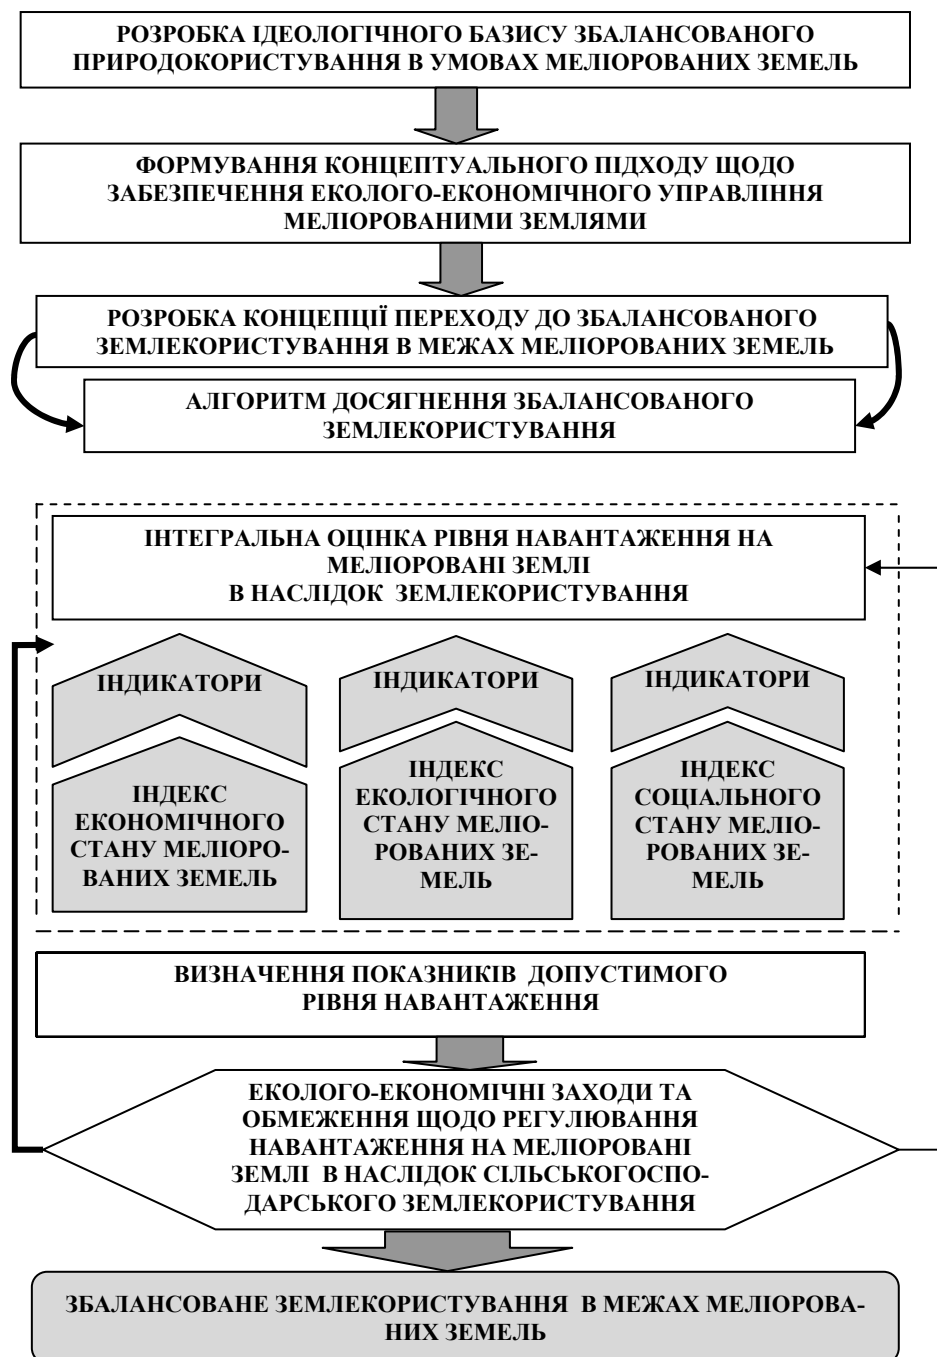 РОЗРОБКА ІДЕОЛОГІЧНОГО БАЗИСУ ЗБАЛАНСОВАНОГО
ПРИРОДОКОРИСТУВАННЯ В УМОВАХ МЕЛІОРОВАНИХ ЗЕМЕЛЬ
ФОРМУВАННЯ КОНЦЕПТУАЛЬНОГО ПІДХОДУ ЩОДО
ЗАБЕЗПЕЧЕННЯ ЕКОЛОГО-ЕКОНОМІЧНОГО УПРАВЛІННЯ
МЕЛІОРОВАНИМИ ЗЕМЛЯМИ
РОЗРОБКА КОНЦЕПЦІЇ ПЕРЕХОДУ ДО ЗБАЛАНСОВАНОГО
ЗЕМЛЕКОРИСТУВАННЯ В МЕЖАХ МЕЛІОРОВАНИХ ЗЕМЕЛЬ
АЛГОРИТМ ДОСЯГНЕННЯ ЗБАЛАНСОВАНОГО
ЗЕМЛЕКОРИСТУВАННЯ
ІНТЕГРАЛЬНА ОЦІНКА РІВНЯ НАВАНТАЖЕННЯ НА
МЕЛІОРОВАНІ ЗЕМЛІ
В НАСЛІДОК ЗЕМЛЕКОРИСТУВАННЯ
ІНДИКАТОРИ
ІНДЕКС
ЕКОНОМІЧНОГО
СТАНУ МЕЛІОРО-
ВАНИХ ЗЕМЕЛЬ
ІНДИКАТОРИ
ІНДЕКС
ЕКОЛОГІЧНОГО
СТАНУ МЕЛІО-
РОВАНИХ ЗЕ-
МЕЛЬ
ІНДИКАТОРИ
ІНДЕКС
СОЦІАЛЬНОГО
СТАНУ МЕЛІО-
РОВАНИХ ЗЕ-
МЕЛЬ
ВИЗНАЧЕННЯ ПОКАЗНИКІВ ДОПУСТИМОГО
РІВНЯ НАВАНТАЖЕННЯ
ЕКОЛОГО-ЕКОНОМІЧНІ ЗАХОДИ ТА
ОБМЕЖЕННЯ ЩОДО РЕГУЛЮВАННЯ
НАВАНТАЖЕННЯ НА МЕЛІОРОВАНІ
ЗЕМЛІ В НАСЛІДОК СІЛЬСЬКОГОСПО-
ДАРСЬКОГО ЗЕМЛЕКОРИСТУВАННЯ
ЗБАЛАНСОВАНЕ ЗЕМЛЕКОРИСТУВАННЯ В МЕЖАХ МЕЛІОРОВА-
НИХ ЗЕМЕЛЬ